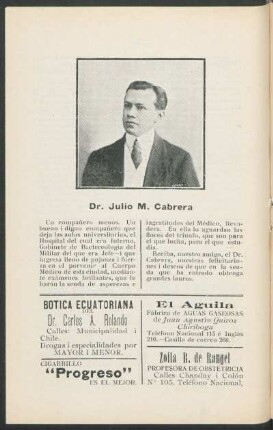 Dr. Julio M. Cabrera
Un compañero menos. Un
bueno i digno compañero que
deja las aulas universitarias, el
Hospital del cual era Interno,
Gabinete de Bacteorología del
Militar del que era Jefe—i que
ingresa lleno de pujanza i fuer-
za en el porvenir al Cuerpo
Médico de esta ciudad, median-
te exámenes brillantes, que a-
barcan la senda de asperezas e
ingratitudes del Médico, lleva-
dera. En ella la aguardan las
flores del triunfo, que son para
el que lucha, para el que estu-
dia.
Reciba, nuestro amigo, el Dr.
Cabrera, nuestras felicitacio-
nes i deseos de que en la sen-
da que ha entrado obtenga
grandes lauros.
BOTICA ECUATORIANA
DEL
Dr. Carlos A. Rolando
Calles: Municipalidad i
Chile.
Drogas i especialidades por
MAYOR I MENOR.
CIGARRILLO
"Progreso"
ES EL MEJOR.
El Aguila
Fábrica de AGUAS GASEOSAS
de Juan Agustín Quirós
Chiriboga
Teléfono Nacional 115 é Inglés
210.—Casilla de correo 360.
Zoila B. de Rangel
PROFESORA DE OBSTETRICIA
Calles Chanduy i Colón
Nº 105. Teléfono Nacional,